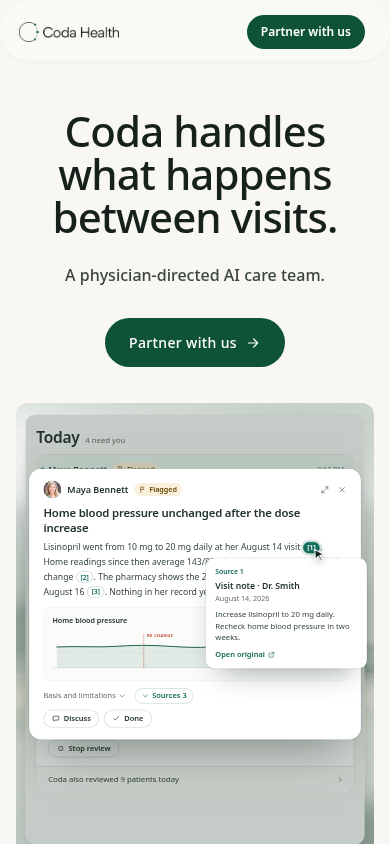 Coda Health
Partner with us
Coda handles
what happens
between visits.
A physician-directed AI care team.
Partner with us
Today 4 need you
Maya Bennett Flagged
Home blood pressure unchanged after the dose
increase
Lisinopril went from 10 mg to 20 mg daily at her August 14 visit [1].
Home readings since then average 143/
change [2]. The pharmacy shows the 2
August 16 [3]. Nothing in her record
Source 1
Visit note · Dr. Smith
August 14, 2026
Increase lisinopril to 20 mg daily.
Recheck home blood pressure in two
weeks.
Open original
Home blood pressure
RX CHANGE
Basis and limitations
Sources 3
Discuss
Done
Stop review
Coda also reviewed 9 patients today